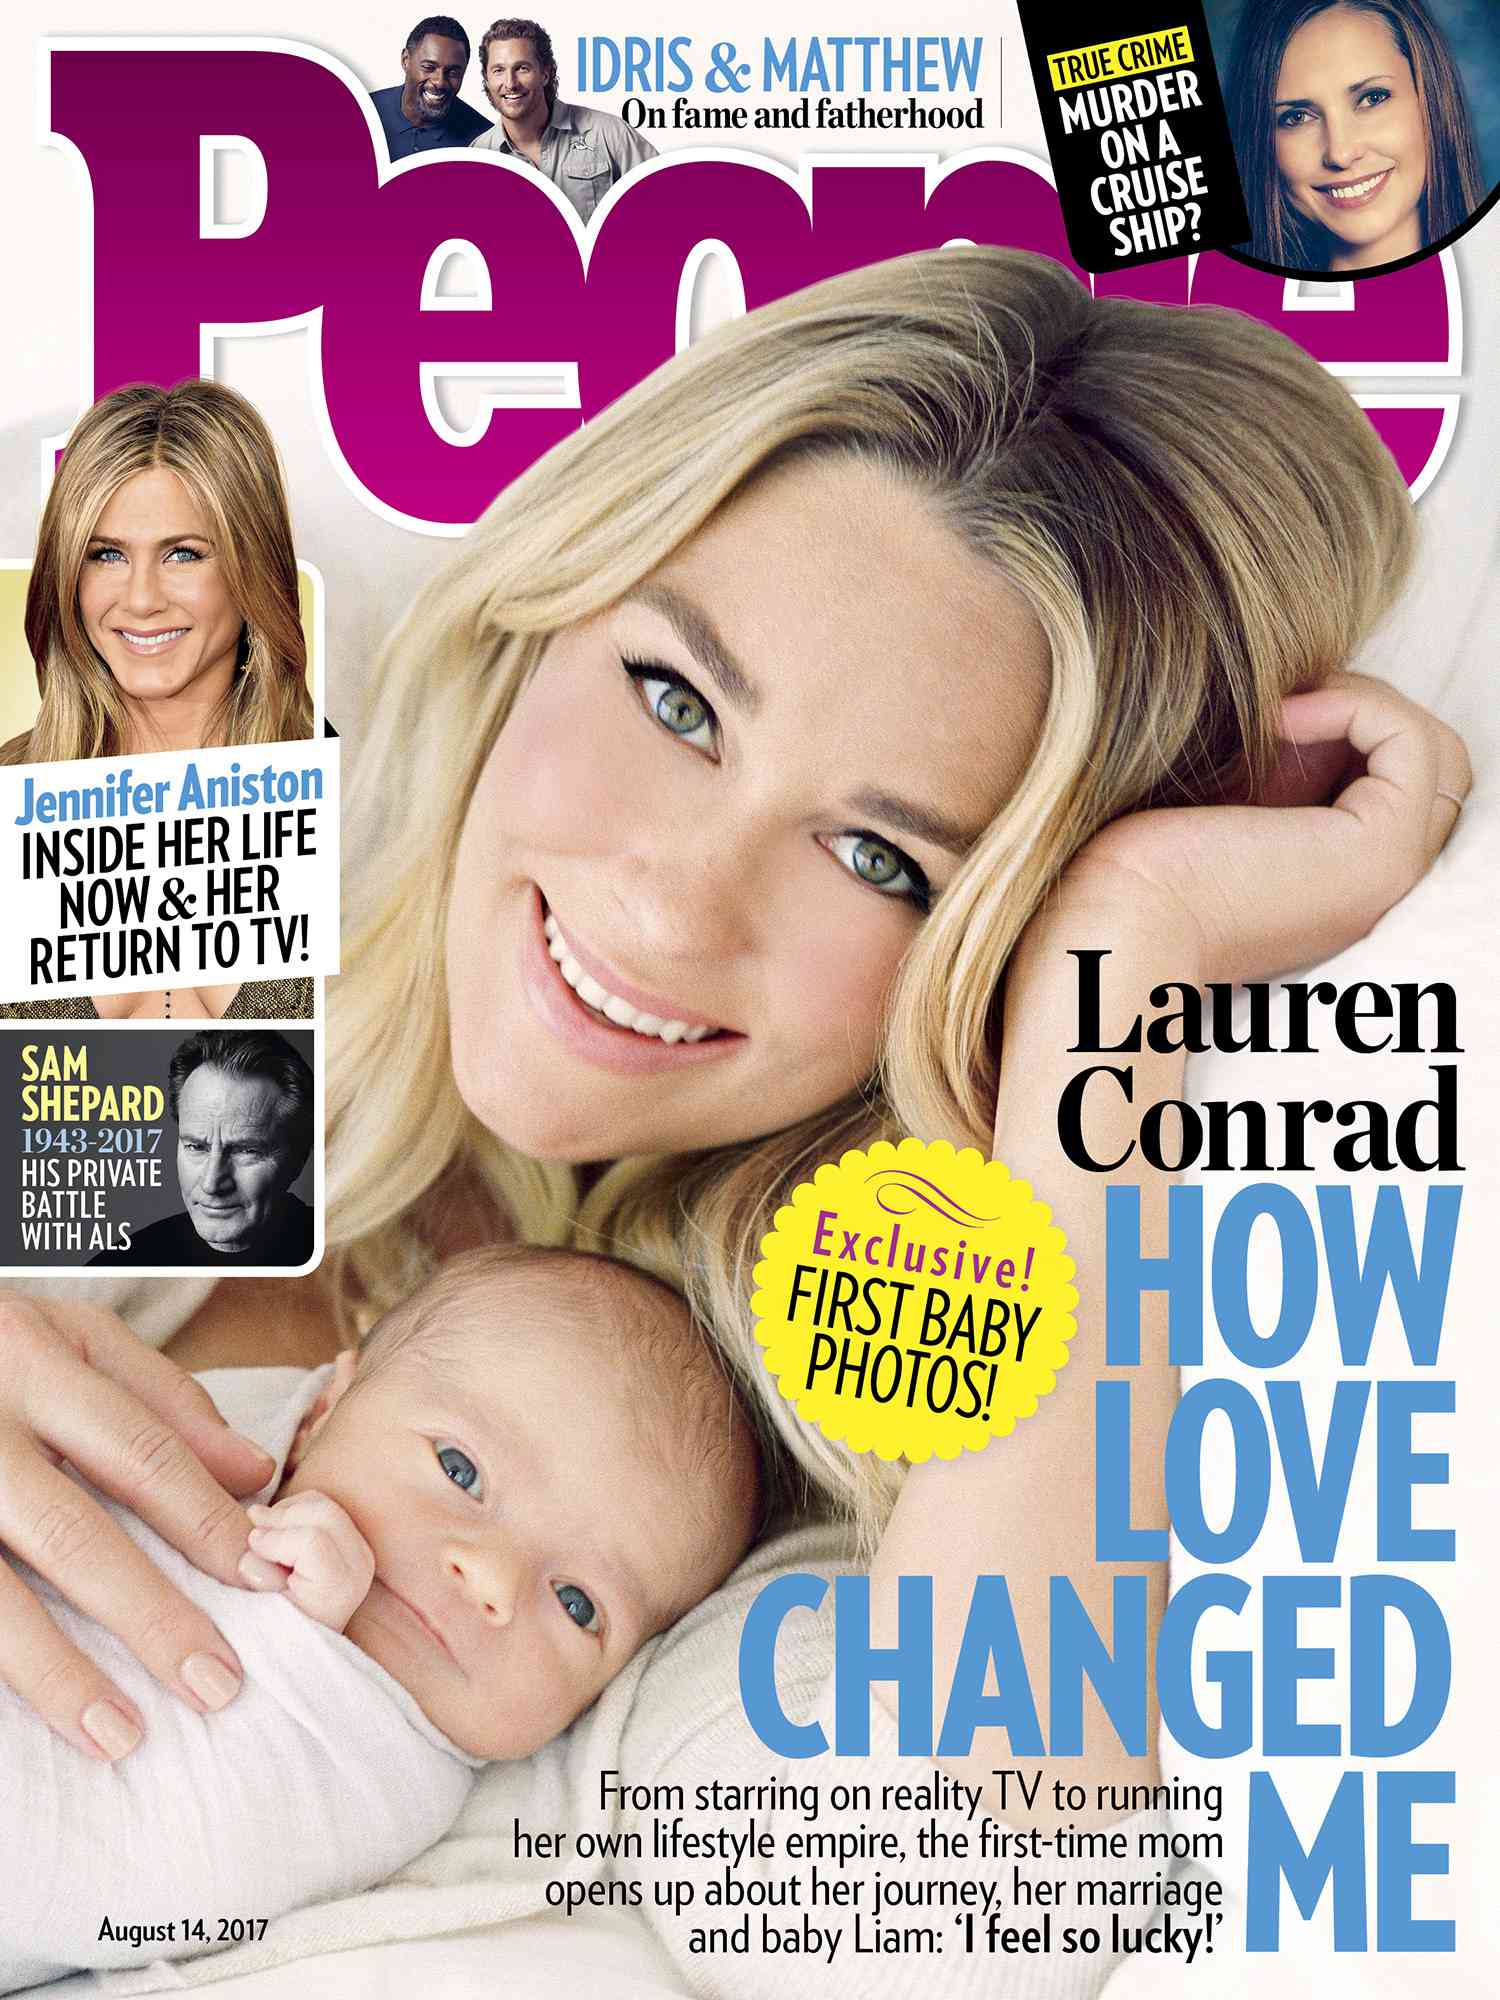 IDRIS & MATTHEW
On fame and fatherhood
TRUE CRIME
MURDER
ON A
CRUISE
SHIP?
People
Jennifer Aniston
INSIDE HER LIFE
NOW & HER
RETURN TO TV!
SAM
SHEPARD
1943-2017
HIS PRIVATE
BATTLE
WITH ALS
Lauren
Conrad
HOW
LOVE
CHANGED
ME
Exclusive!
FIRST BABY
PHOTOS!
From starring on reality TV to running
her own lifestyle empire, the first-time mom
opens up about her journey, her marriage
and baby Liam: ‘I feel so lucky!’
August 14, 2017